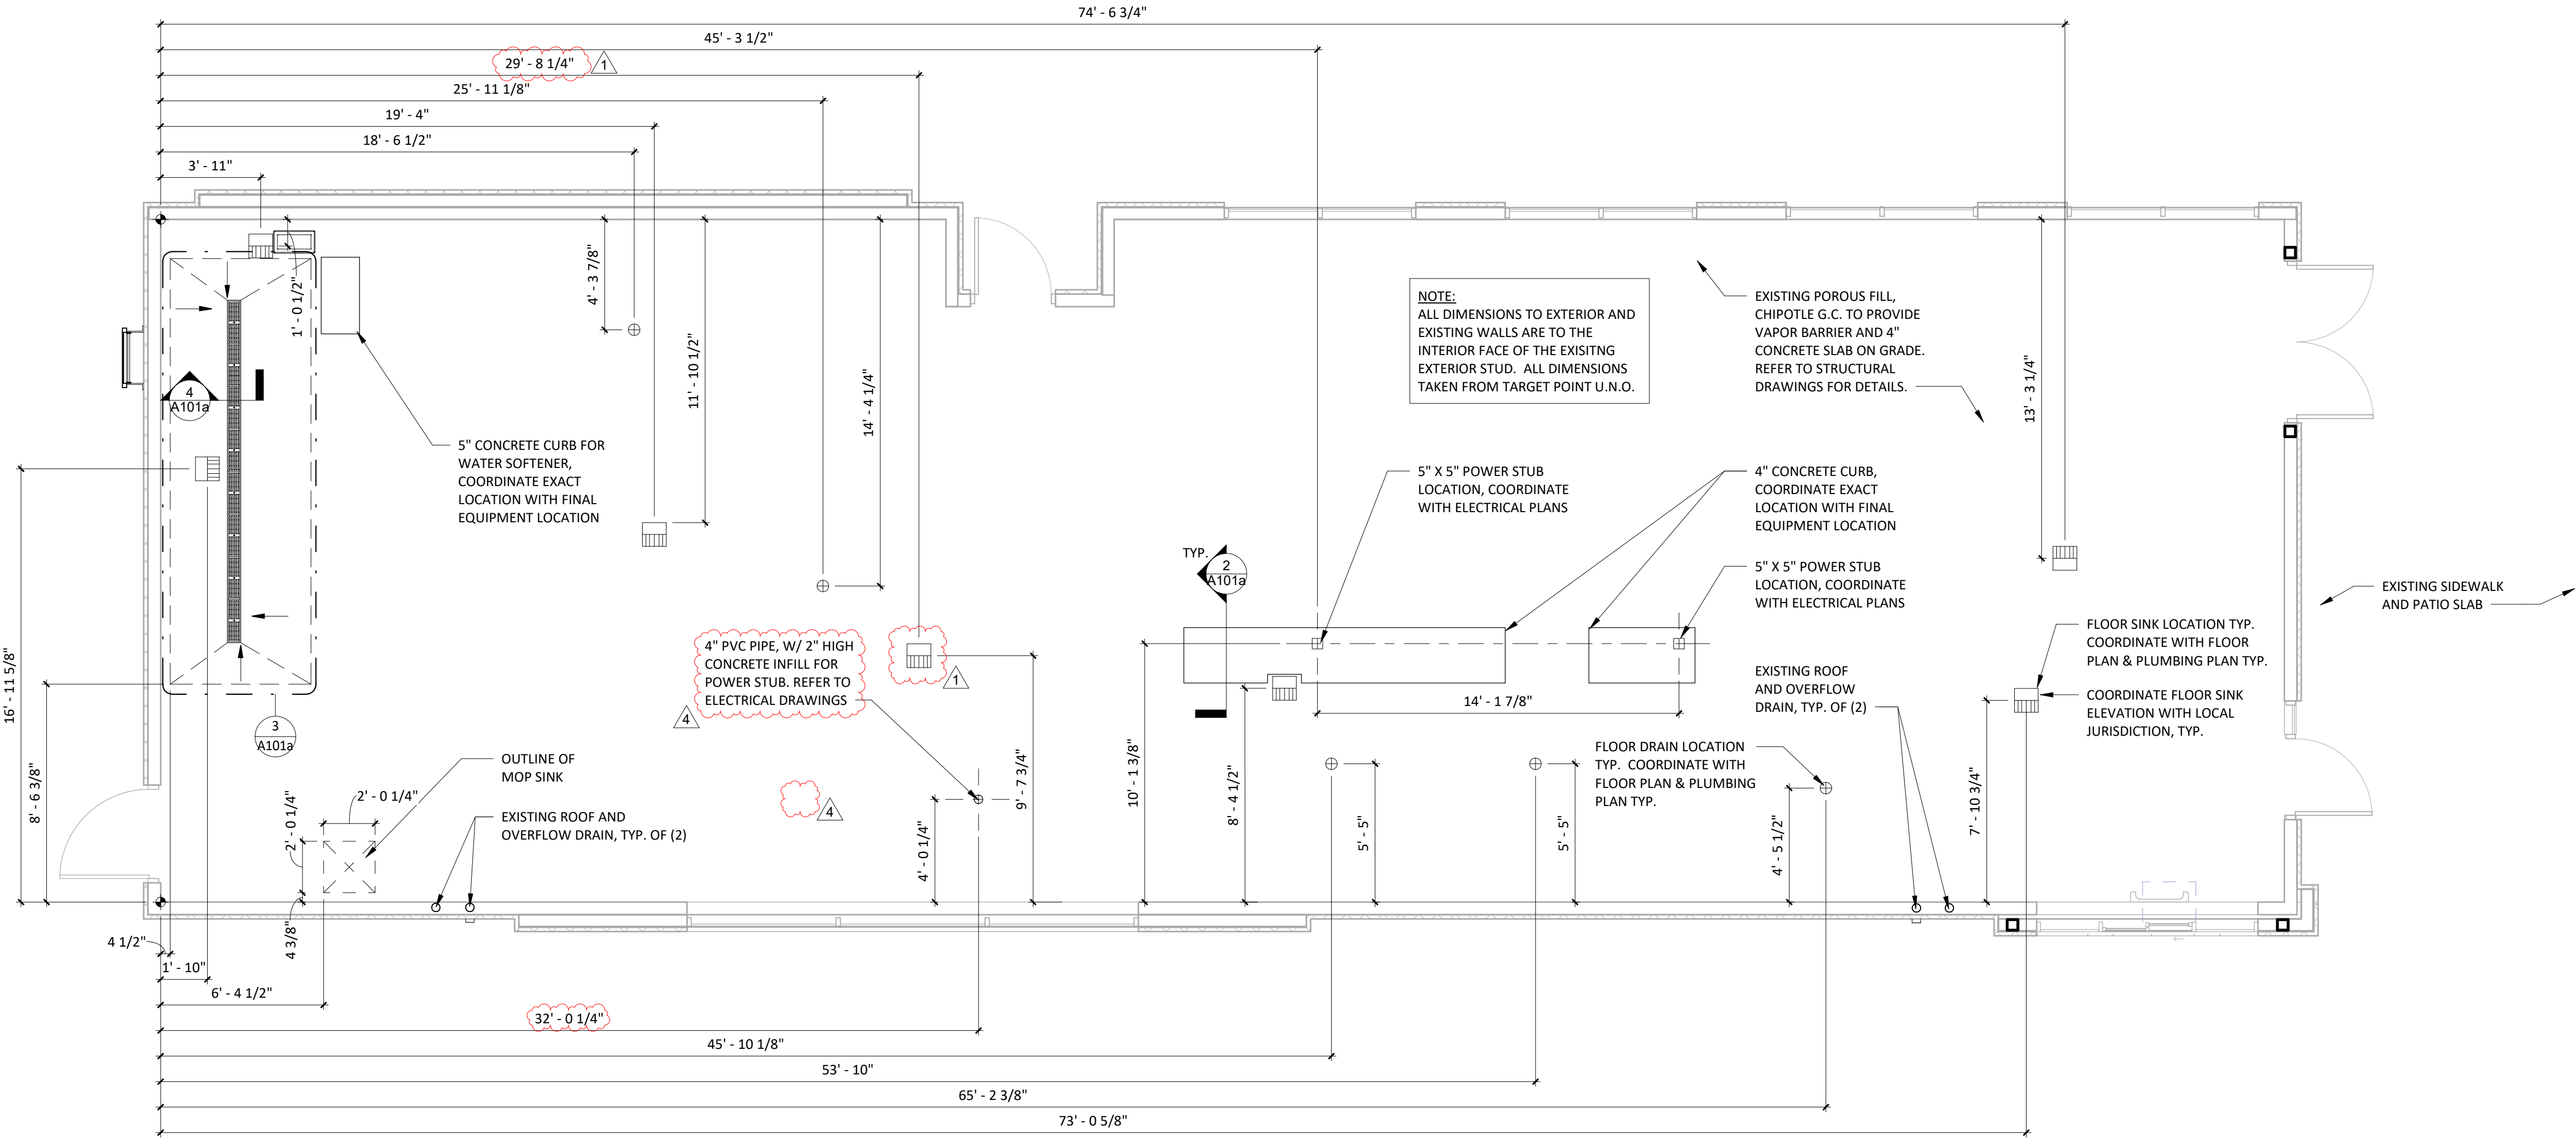 74' - 6 3/4"
45' - 3 1/2"
29' - 8 1/4"
1
25' - 11 1/8"
19' - 4"
18' - 6 1/2"
3' - 11"
1' - 0 1/2"
4' - 3 7/8"
11' - 10 1/2"
14' - 4 1/4"
13' - 3 1/4"
NOTE:
ALL DIMENSIONS TO EXTERIOR AND
EXISTING WALLS ARE TO THE
INTERIOR FACE OF THE EXISITNG
EXTERIOR STUD. ALL DIMENSIONS
TAKEN FROM TARGET POINT U.N.O.
EXISTING POROUS FILL,
CHIPOTLE G.C. TO PROVIDE
VAPOR BARRIER AND 4"
CONCRETE SLAB ON GRADE.
REFER TO STRUCTURAL
DRAWINGS FOR DETAILS.
4
A101a
5" CONCRETE CURB FOR
WATER SOFTENER,
COORDINATE EXACT
LOCATION WITH FINAL
EQUIPMENT LOCATION
5" X 5" POWER STUB
LOCATION, COORDINATE
WITH ELECTRICAL PLANS
4" CONCRETE CURB,
COORDINATE EXACT
LOCATION WITH FINAL
EQUIPMENT LOCATION
TYP.
2
A101a
5" X 5" POWER STUB
LOCATION, COORDINATE
WITH ELECTRICAL PLANS
EXISTING SIDEWALK
AND PATIO SLAB
16' - 11 5/8"
8' - 6 3/8"
3
A101a
4" PVC PIPE, W/ 2" HIGH
CONCRETE INFILL FOR
POWER STUB. REFER TO
ELECTRICAL DRAWINGS
4
1
FLOOR SINK LOCATION TYP.
COORDINATE WITH FLOOR
PLAN & PLUMBING PLAN TYP.
COORDINATE FLOOR SINK
ELEVATION WITH LOCAL
JURISDICTION, TYP.
EXISTING ROOF
AND OVERFLOW
DRAIN, TYP. OF (2)
14' - 1 7/8"
FLOOR DRAIN LOCATION
TYP. COORDINATE WITH
FLOOR PLAN & PLUMBING
PLAN TYP.
OUTLINE OF
MOP SINK
EXISTING ROOF AND
OVERFLOW DRAIN, TYP. OF (2)
2' - 0 1/4"
2' - 0 1/4"
4 3/8"
4
4' - 0 1/4"
9' - 7 3/4"
10' - 1 3/8"
8' - 4 1/2"
5' - 5"
5' - 5"
4' - 5 1/2"
7' - 10 3/4"
4 1/2"
1' - 10"
6' - 4 1/2"
32' - 0 1/4"
45' - 10 1/8"
53' - 10"
65' - 2 3/8"
73' - 0 5/8"